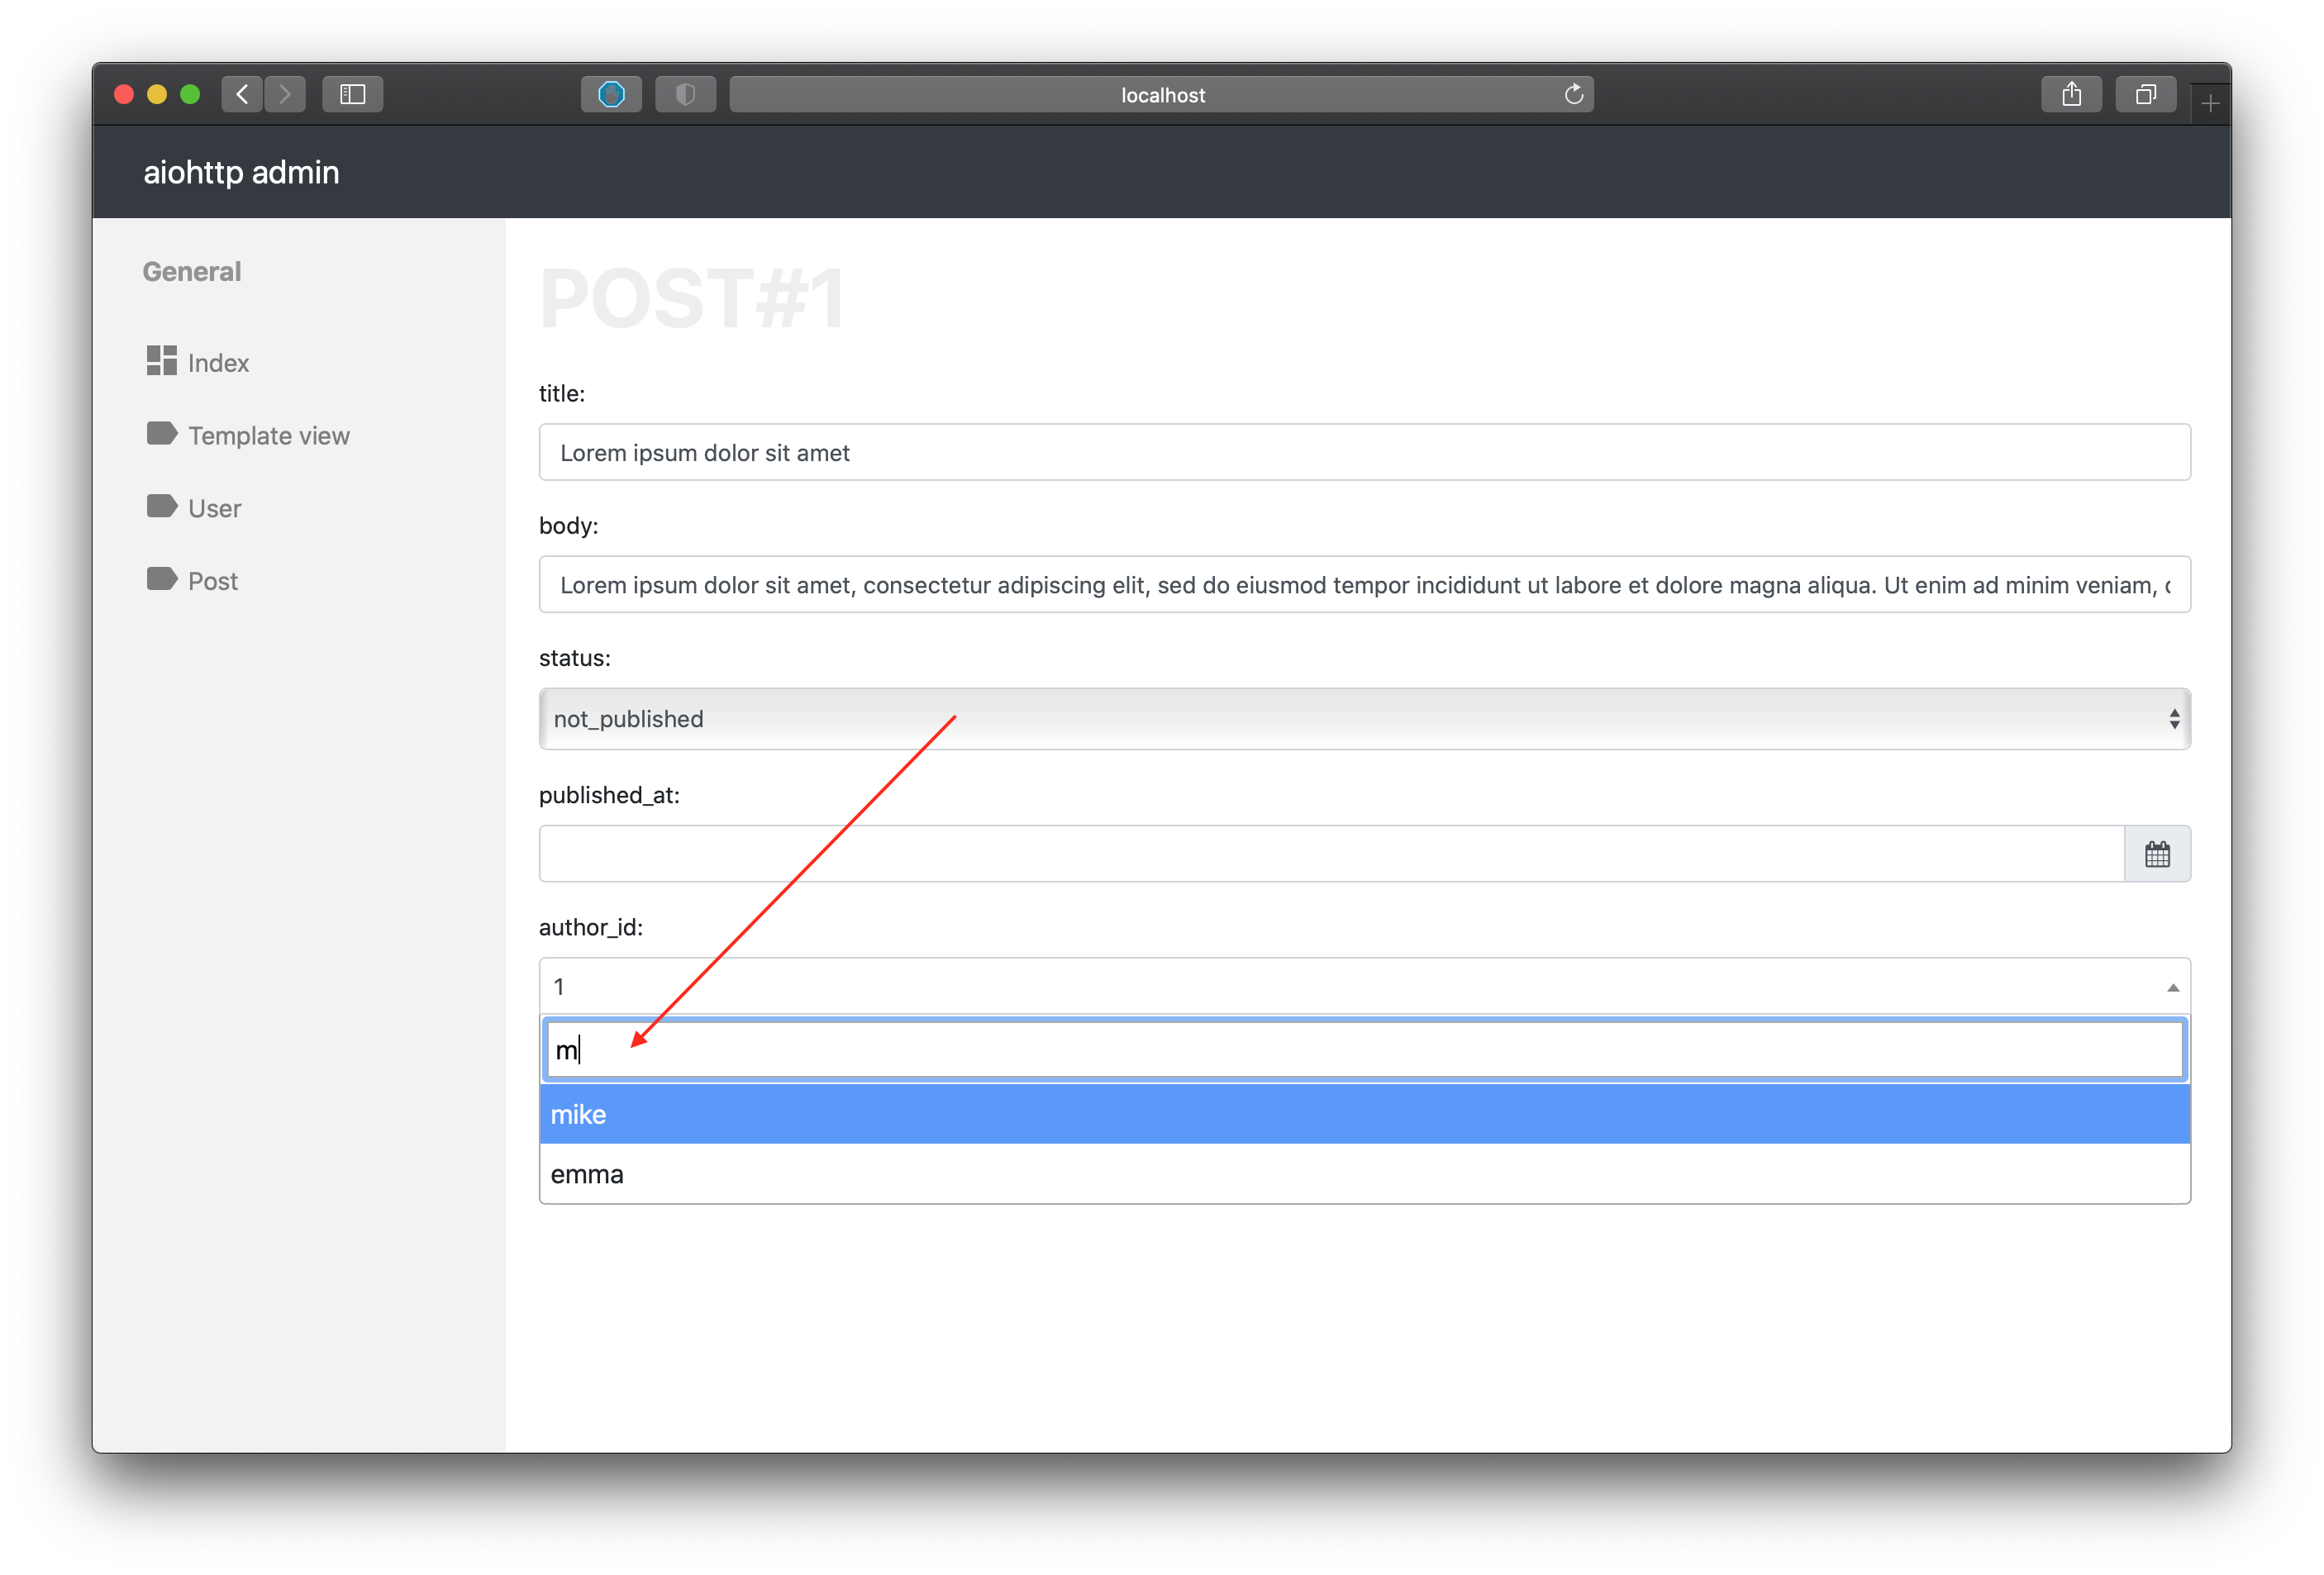 localhost
aiohttp admin
General
Index
Template view
User
Post
POST#1
title:
Lorem ipsum dolor sit amet
body:
Lorem ipsum dolor sit amet, consectetur adipiscing elit, sed do eiusmod tempor incididunt ut labore et dolore magna aliqua. Ut enim ad minim veniam,
status:
not_published
published_at:
author_id:
1
m
mike
emma